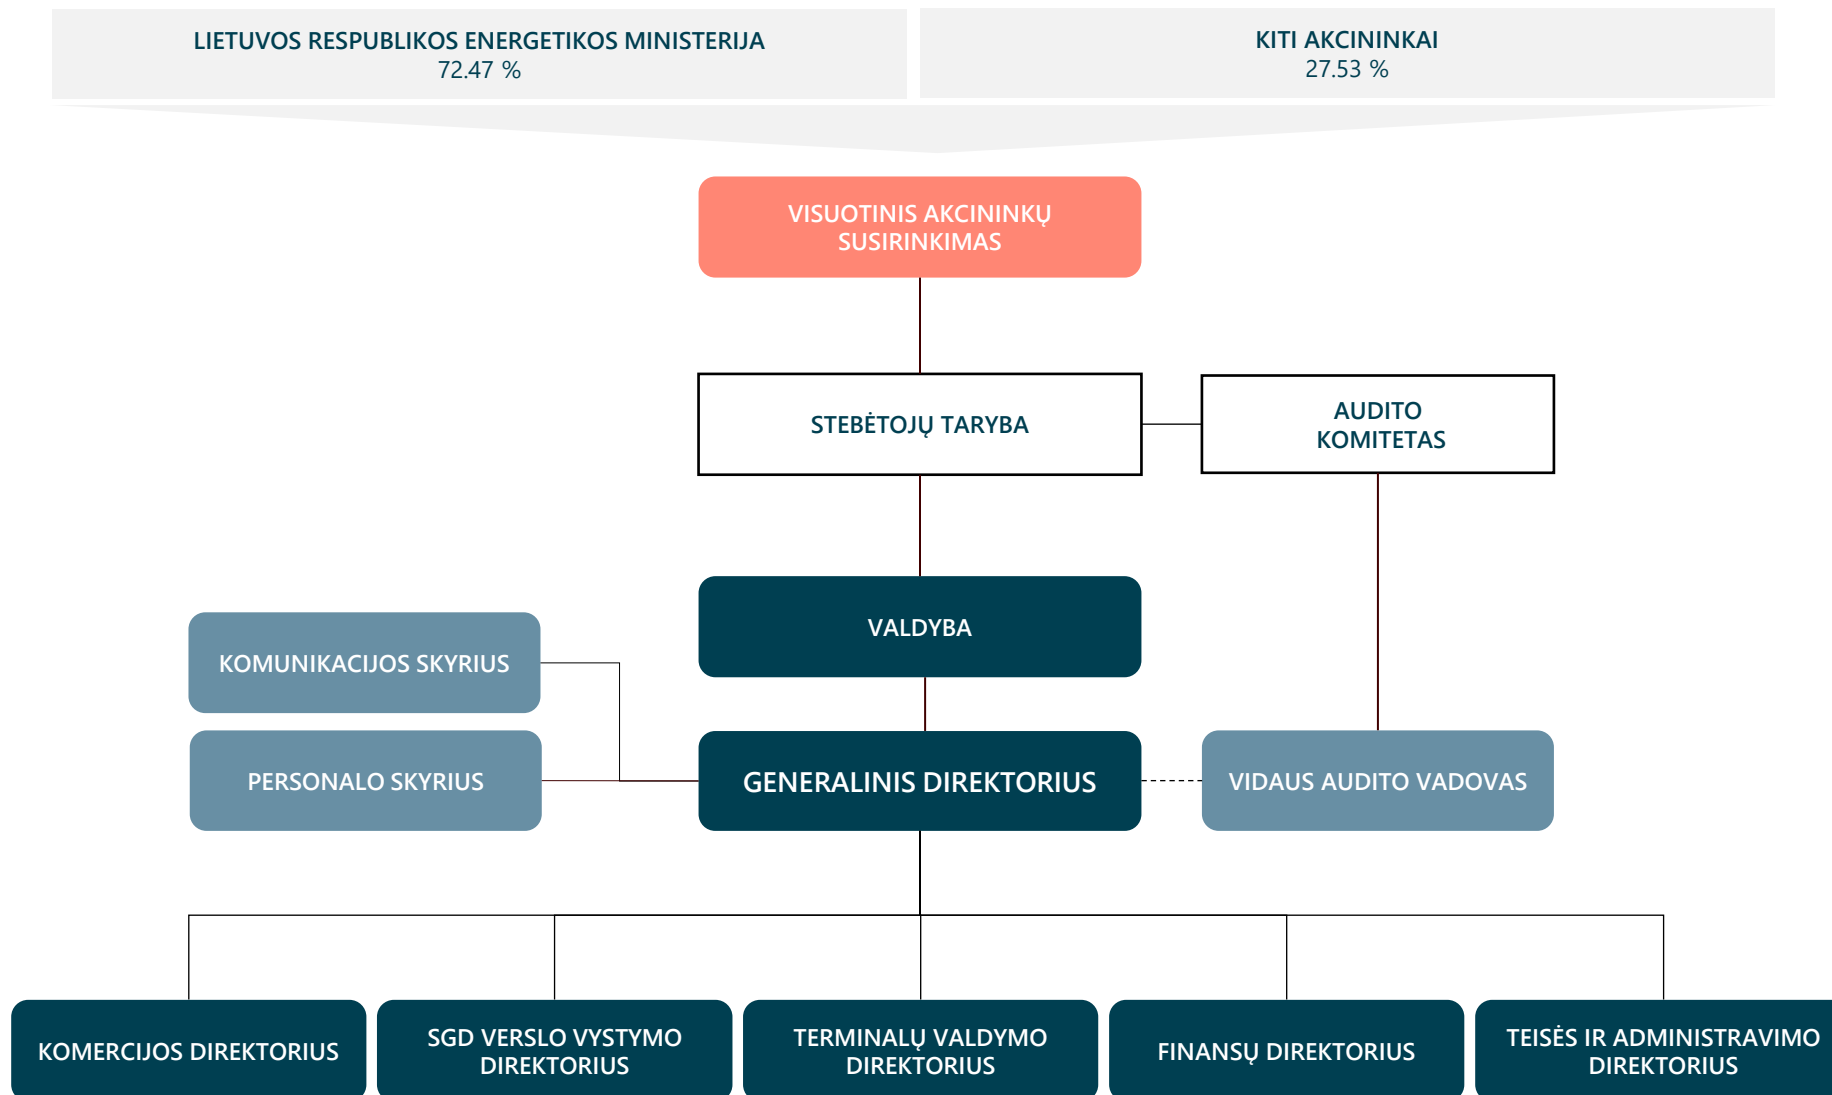 LIETUVOS RESPUBLIKOS ENERGETIKOS MINISTERIJA
72.47 %
KITI AKCININKAI
27.53 %
VISUOTINIS AKCININKŲ
SUSIRINKIMAS
STEBĖTOJŲ TARYBA
AUDITO
KOMITETAS
VALDYBA
KOMUNIKACIJOS SKYRIUS
PERSONALO SKYRIUS
GENERALINIS DIREKTORIUS
VIDAUS AUDITO VADOVAS
KOMERCIJOS DIREKTORIUS
SGD VERSLO VYSTYMO
DIREKTORIUS
TERMINALŲ VALDYMO
DIREKTORIUS
FINANSŲ DIREKTORIUS
TEISĖS IR ADMINISTRAVIMO
DIREKTORIUS